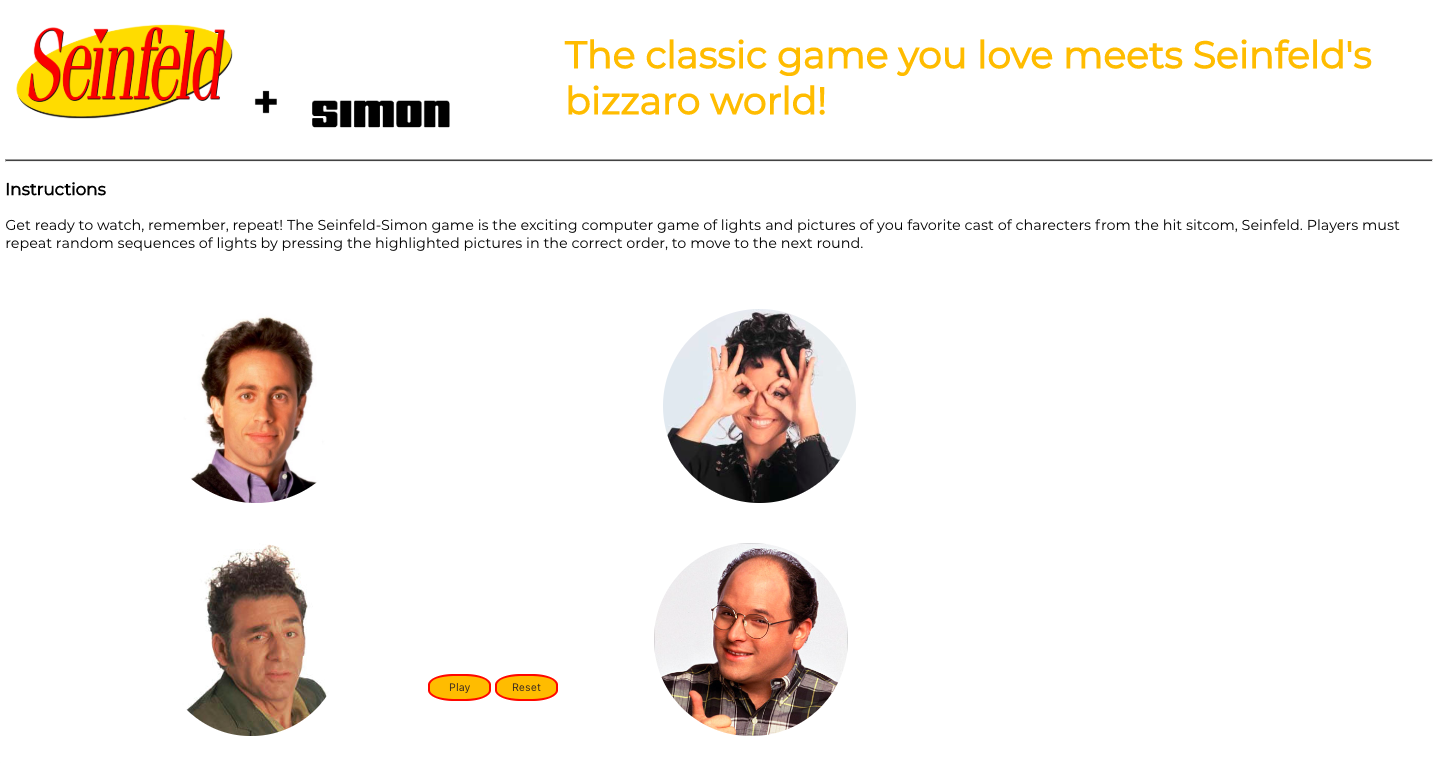 Seinfeld
+
SIMON
The classic game you love meets Seinfeld's
bizzaro world!
Instructions
Get ready to watch, remember, repeat! The Seinfeld-Simon game is the exciting computer game of lights and pictures of you favorite cast of charecters from the hit sitcom, Seinfeld. Players must
repeat random sequences of lights by pressing the highlighted pictures in the correct order, to move to the next round.
Play
Reset